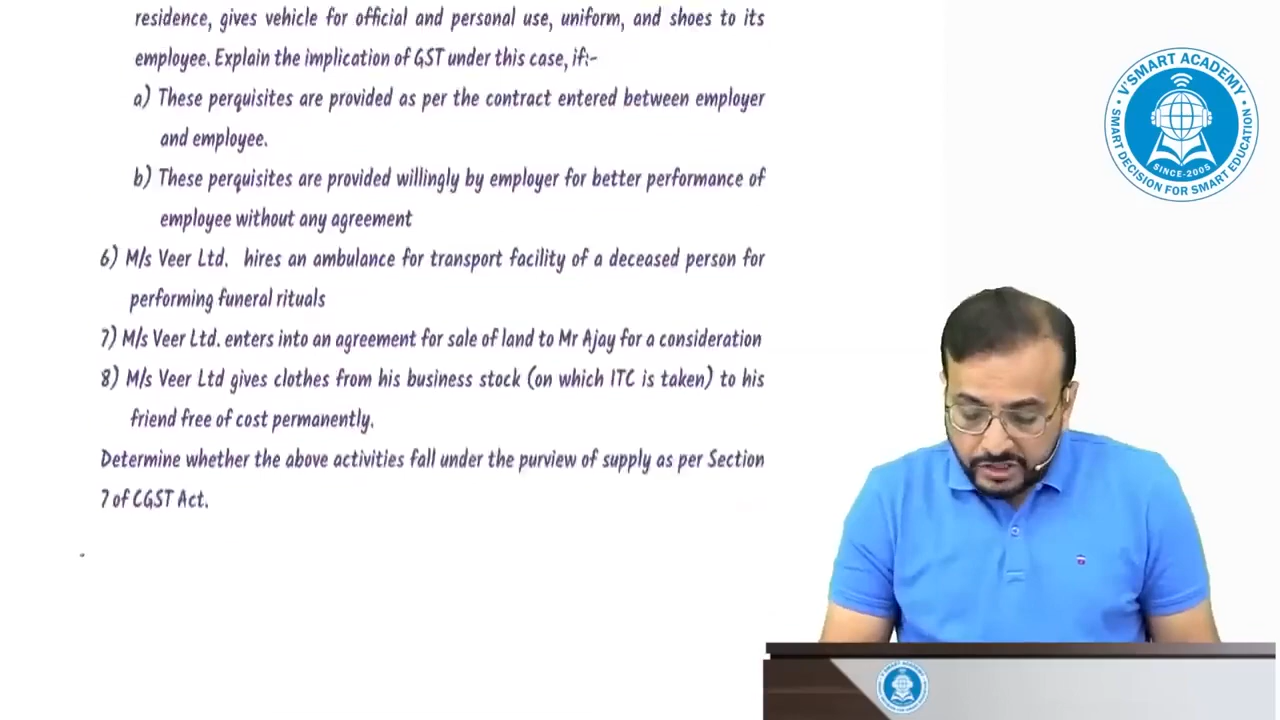 residence, gives vehicle for official and personal use, uniform, and shoes to its
employee. Explain the implication of GST under this case, if:-
a) These perquisites are provided as per the contract entered between employer
and employee.
b) These perquisites are provided willingly by employer for better performance of
employee without any agreement
6) M/s Veer Ltd. hires an ambulance for transport facility of a deceased person for
performing funeral rituals
7) M/s Veer Ltd. enters into an agreement for sale of land to Mr Ajay for a consideration
8) M/s Veer Ltd gives clothes from his business stock (on which ITC is taken) to his
friend free of cost permanently.
Determine whether the above activities fall under the purview of supply as per Section
7 of CGST Act.
V'SMART ACADEMY
SINCE-2005
SMART DECISION FOR SMART EDUCATION